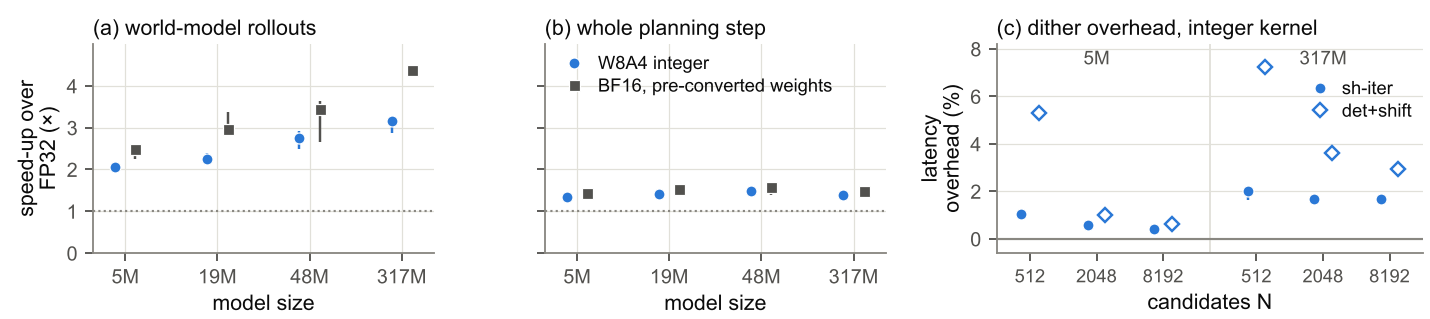 (a) world-model rollouts
speed-up over
FP32 (×)
4
3
2
1
0
5M 19M 48M 317M
model size
(b) whole planning step
W8A4 integer
BF16, pre-converted weights
5M 19M 48M 317M
model size
(c) dither overhead, integer kernel
latency
overhead (%)
8
6
4
2
0
5M 317M
sh-iter
det+shift
512 2048 8192 512 2048 8192
candidates N